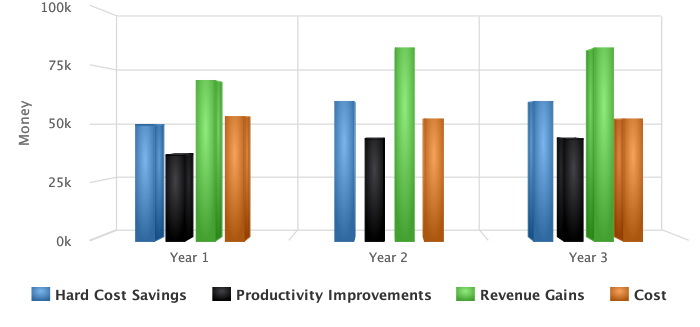 100k
75k
50k
25k
0k
Money
Year 1 Year 2 Year 3
Hard Cost Savings Productivity Improvements Revenue Gains Cost